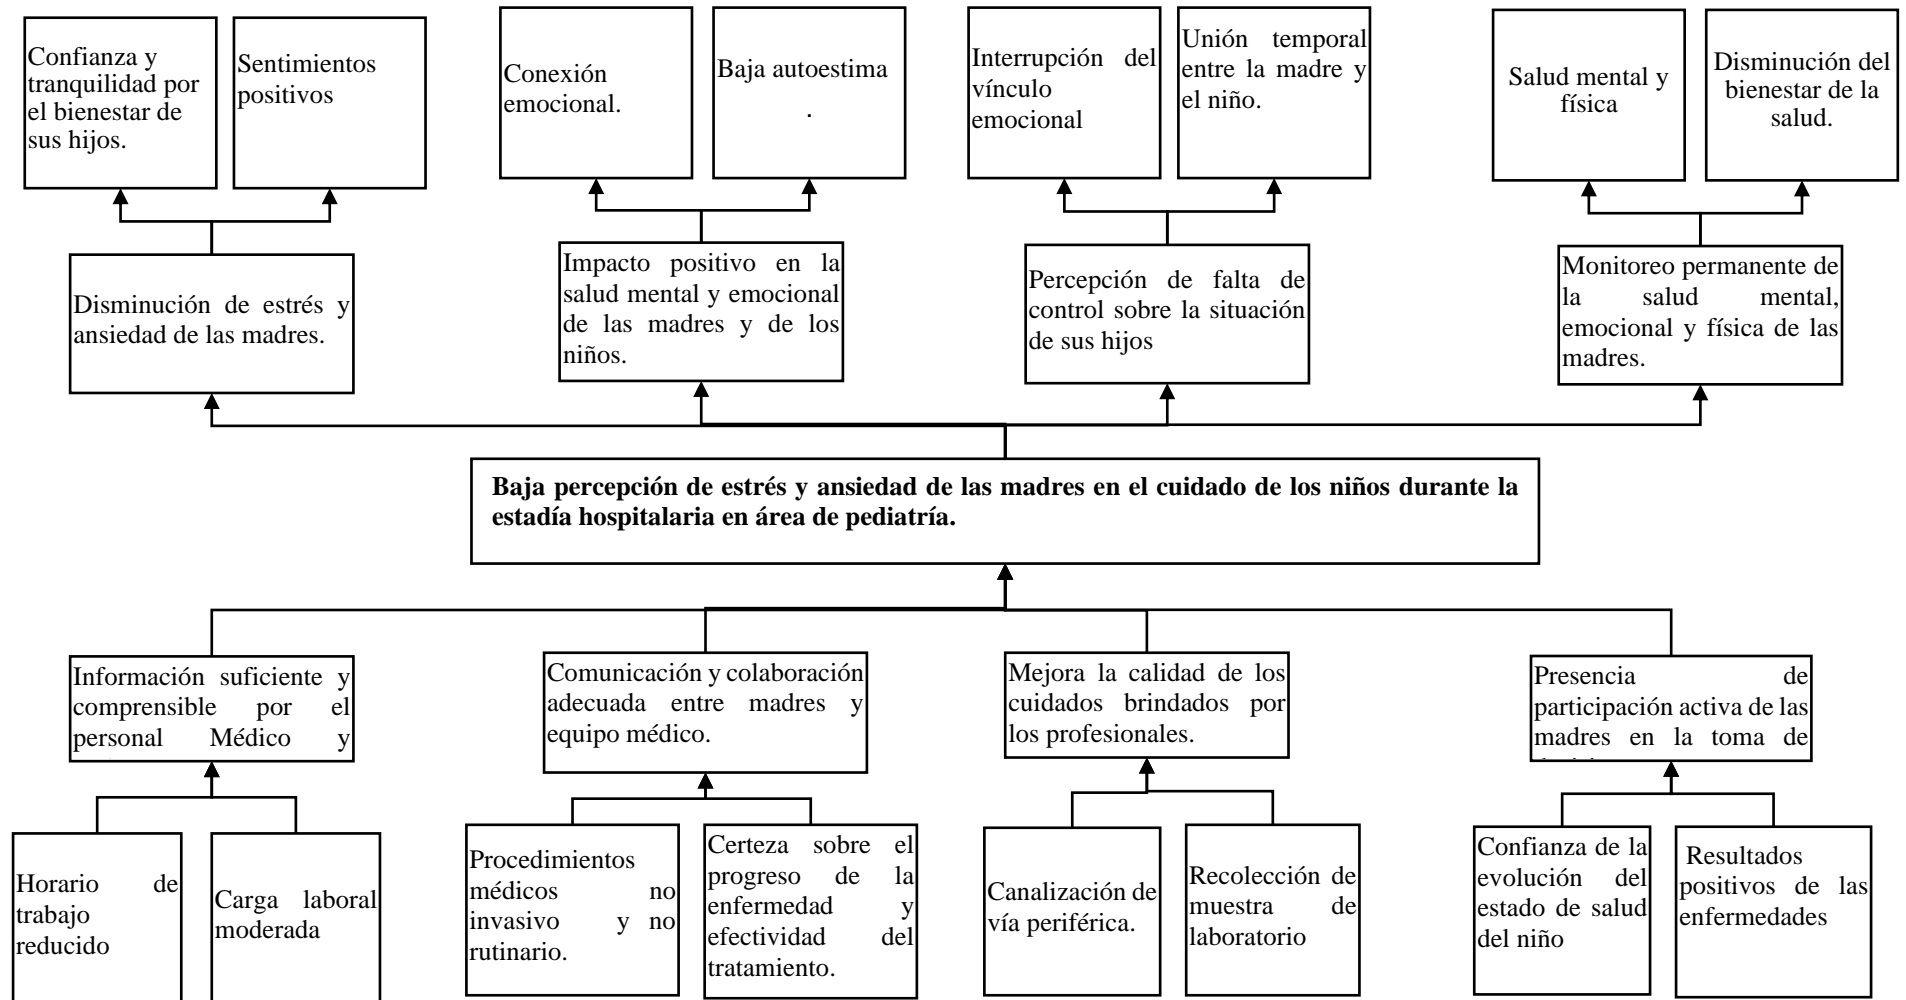 Confianza y
tranquilidad por
el bienestar de
sus hijos.
Sentimientos
positivos
Conexión
emocional.
Baja autoestima
.
Interrupción del
vínculo
emocional
Unión temporal
entre la madre y
el niño.
Salud mental y
física
Disminución del
bienestar de la
salud.
Disminución de estrés y
ansiedad de las madres.
Impacto positivo en la
salud mental y emocional
de las madres y de los
niños.
Percepción de falta de
control sobre la situación
de sus hijos
Monitoreo permanente de
la salud mental,
emocional y física de las
madres.
Baja percepción de estrés y ansiedad de las madres en el cuidado de los niños durante la
estadía hospitalaria en área de pediatría.
Información suficiente y
comprensible por el
personal Médico y
Comunicación y colaboración
adecuada entre madres y
equipo médico.
Mejora la calidad de los
cuidados brindados por
los profesionales.
Presencia de
participación activa de las
madres en la toma de
Horario de
trabajo
reducido
Carga laboral
moderada
Procedimientos
médicos no
invasivo y no
rutinario.
Certeza sobre el
progreso de la
enfermedad y
efectividad del
tratamiento.
Canalización de
vía periférica.
Recolección de
muestra de
laboratorio
Confianza de la
evolución del
estado de salud
del niño
Resultados
positivos de las
enfermedades